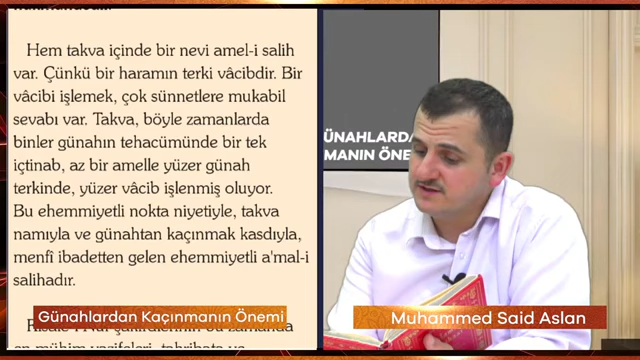 Hem takva içinde bir nevi amel-i salih
var. Çünkü bir haramın terki vâcibdir. Bir
vâcibi işlemek, çok sünnetlere mukabil
sevabı var. Takva, böyle zamanlarda
binler günahın tehacümünde bir tek
içtinab, az bir amelle yüzer günah
terkinde, yüzer vâcib işlenmiş oluyor.
Bu ehemmiyetli nokta niyetiyle, takva
namıyla ve günahtan kaçınmak kasdıyla,
menfî ibadetten gelen ehemmiyetli a'mal-i
salihadır.
Günahlardan Kaçınmanın Önemi
ÜNAHLARDA
MANIN ÖNE
Muhammed Said Aslan